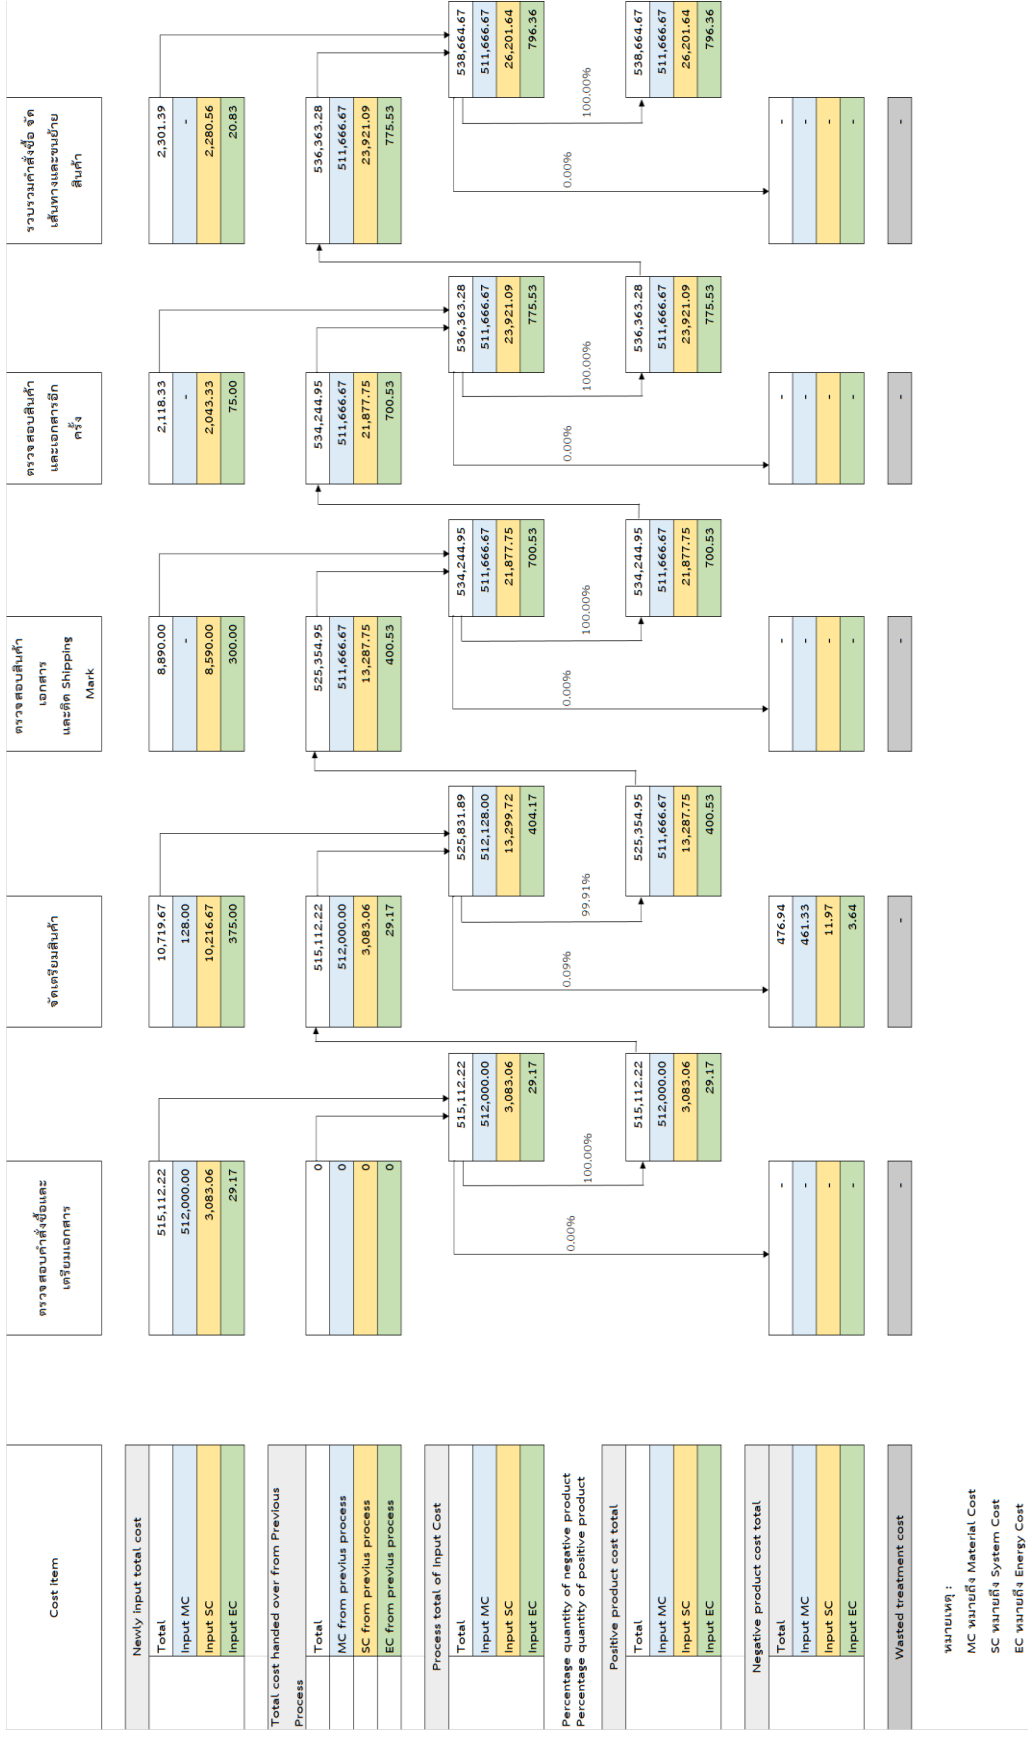 Cost item
ตรวจสอบคำสั่งซื้อและ
เตรียมเอกสาร
จัดเตรียมสินค้า
ตรวจสอบสินค้า
เอกสาร
และติด Shipping
Mark
ตรวจสอบสินค้า
และเอกสารอีก
ครั้ง
รวบรวมคำสั่งซื้อ จัด
เส้นทางและขนย้าย
สินค้า
Newly input total cost
Total 515,112.22 10,719.67 8,890.00 2,118.33 2,301.39
Input MC 512,000.00 128.00 - - -
Input SC 3,083.06 10,216.67 8,590.00 2,043.33 2,280.56
Input EC 29.17 375.00 300.00 75.00 20.83
Total cost handed over from Previous
Process
Total 0 515,112.22 525,354.95 534,244.95 536,363.28
MC from previus process 0 512,000.00 511,666.67 511,666.67 511,666.67
SC from previus process 0 3,083.06 13,287.75 21,877.75 23,921.09
EC from previus process 0 29.17 400.53 700.53 775.53
Process total of Input Cost
Total 515,112.22 525,831.89 534,244.95 536,363.28 538,664.67
Input MC 512,000.00 512,128.00 511,666.67 511,666.67 511,666.67
Input SC 3,083.06 13,299.72 21,877.75 23,921.09 26,201.64
Input EC 29.17 404.17 700.53 775.53 796.36
Percentage quantity of negative product 0.00% 0.09% 0.00% 0.00% 0.00%
Percentage quantity of positive product 100.00% 99.91% 100.00% 100.00% 100.00%
Positive product cost total
Total 515,112.22 525,354.95 534,244.95 536,363.28 538,664.67
Input MC 512,000.00 511,666.67 511,666.67 511,666.67 511,666.67
Input SC 3,083.06 13,287.75 21,877.75 23,921.09 26,201.64
Input EC 29.17 400.53 700.53 775.53 796.36
Negative product cost total
Total - 476.94 - - -
Input MC - 461.33 - - -
Input SC - 11.97 - - -
Input EC - 3.64 - - -
Wasted treatment cost - - - - -
หมายเหตุ :
MC หมายถึง Material Cost
SC หมายถึง System Cost
EC หมายถึง Energy Cost